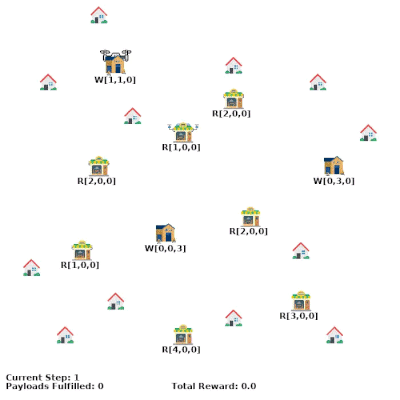 W[1,1,0]
R[2,0,0]
R[1,0,0]
R[2,0,0]
W[0,3,0]
R[2,0,0]
W[0,0,3]
R[1,0,0]
R[3,0,0]
R[4,0,0]
Current Step: 1
Payloads Fulfilled: 0 Total Reward: 0.0